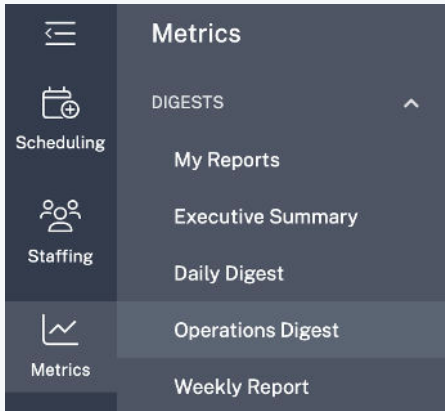 Metrics
DIGESTS
Scheduling
My Reports
Executive Summary
Staffing
Daily Digest
Operations Digest
Metrics
Weekly Report